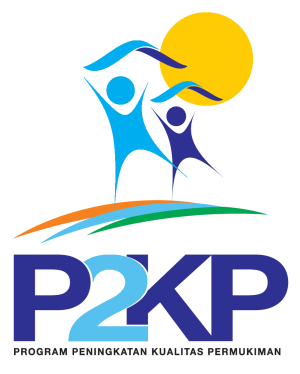 P2KP
PROGRAM PENINGKATAN KUALITAS PERMUKIMAN